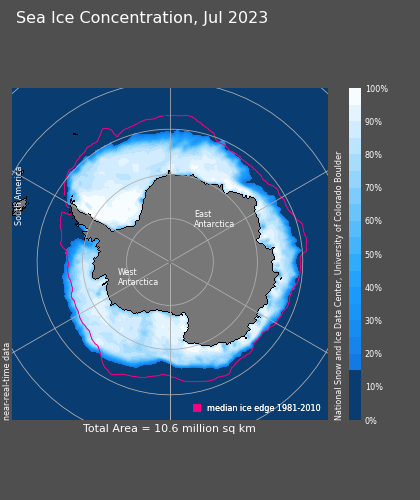 Sea Ice Concentration, Jul 2023
South America
East
Antarctica
West
Antarctica
near-real-time data
median ice edge 1981-2010
Total Area = 10.6 million sq km
National Snow and Ice Data Center, University of Colorado Boulder
100%
90%
80%
70%
60%
50%
40%
30%
20%
10%
0%